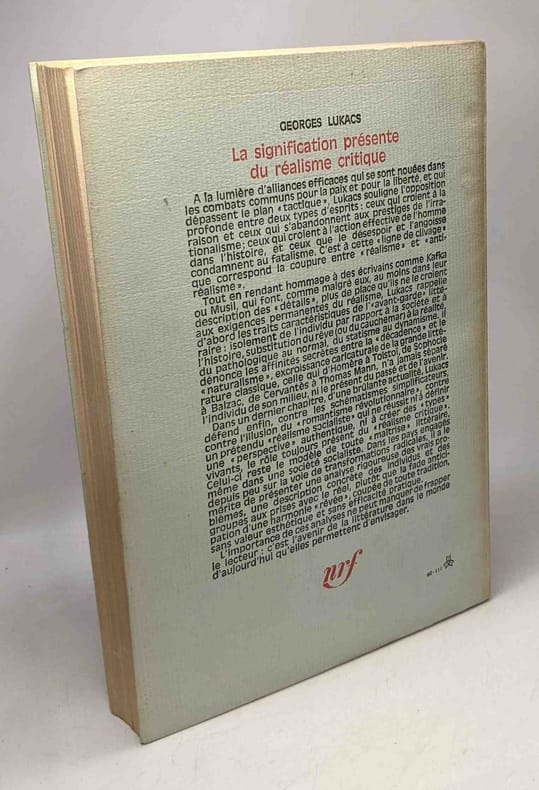 GEORGES LUKACS
La signification présente
du réalisme critique
A la lumière d'alliances efficaces qui se sont nouées dans
les combats communs pour la paix et pour la liberté, et qui
dépassent le plan «tactique», Lukacs souligne l'opposition
profonde entre deux types d'esprits : ceux qui croient à la
raison et ceux qui s'abandonnent aux prestiges de l'irra-
tionalisme; ceux qui croient à l'action effective de l'homme
dans l'histoire, et ceux que le désespoir et l'angoisse
condamnent au fatalisme. C'est à cette «ligne de clivage»
que correspond la coupure entre «réalisme» et «anti-
réalisme».
Tout en rendant hommage à des écrivains comme Kafka
ou Musil, qui font, comme malgré eux, au moins dans leur
description des «détails», plus de place qu'ils ne le croient
aux exigences permanentes du réalisme, Lukacs rappelle
d'abord les traits caractéristiques de l'«avant-garde» litté-
raire : isolement de l'individu par rapport à la société et à
l'histoire, substitution du rêve (ou du cauchemar) à la réalité,
du pathologique au normal, du statisme au dynamisme. Il
dénonce les affinités secrètes entre la «décadence» et le
«naturalisme», excroissance caricaturale de la grande litté-
rature classique, celle qui d'Homère à Tolstoï, de Sophocle
à Balzac, de Cervantès à Thomas Mann, n'a jamais séparé
l'individu de son milieu, ni le présent du passé et de l'avenir.
Dans un dernier chapitre, d'une brûlante actualité, Lukacs
défend enfin, contre les schématismes simplificateurs,
contre l'illusion du «romantisme révolutionnaire», contre
un prétendu «réalisme socialiste» qui ne réussit ni à définir
une «perspective» authentique, ni à créer des «types»
vivants, le rôle toujours présent du «réalisme critique».
Celui-ci reste le modèle de toute «maîtrise» littéraire,
même dans une société socialiste. Dans les pays engagés
depuis peu sur la voie de transformations radicales, il a le
mérite de présenter une analyse rigoureuse des vrais pro-
blèmes, une description concrète des individus et des
groupes aux prises avec le réel, plutôt que la fade antici-
pation d'une harmonie «rêvée», coupée de toute tradition,
sans valeur esthétique et sans efficacité pratique.
L'importance de ces analyses ne peut manquer de frapper
le lecteur : c'est l'avenir de la littérature dans le monde
d'aujourd'hui qu'elles permettent d'envisager.
nrf